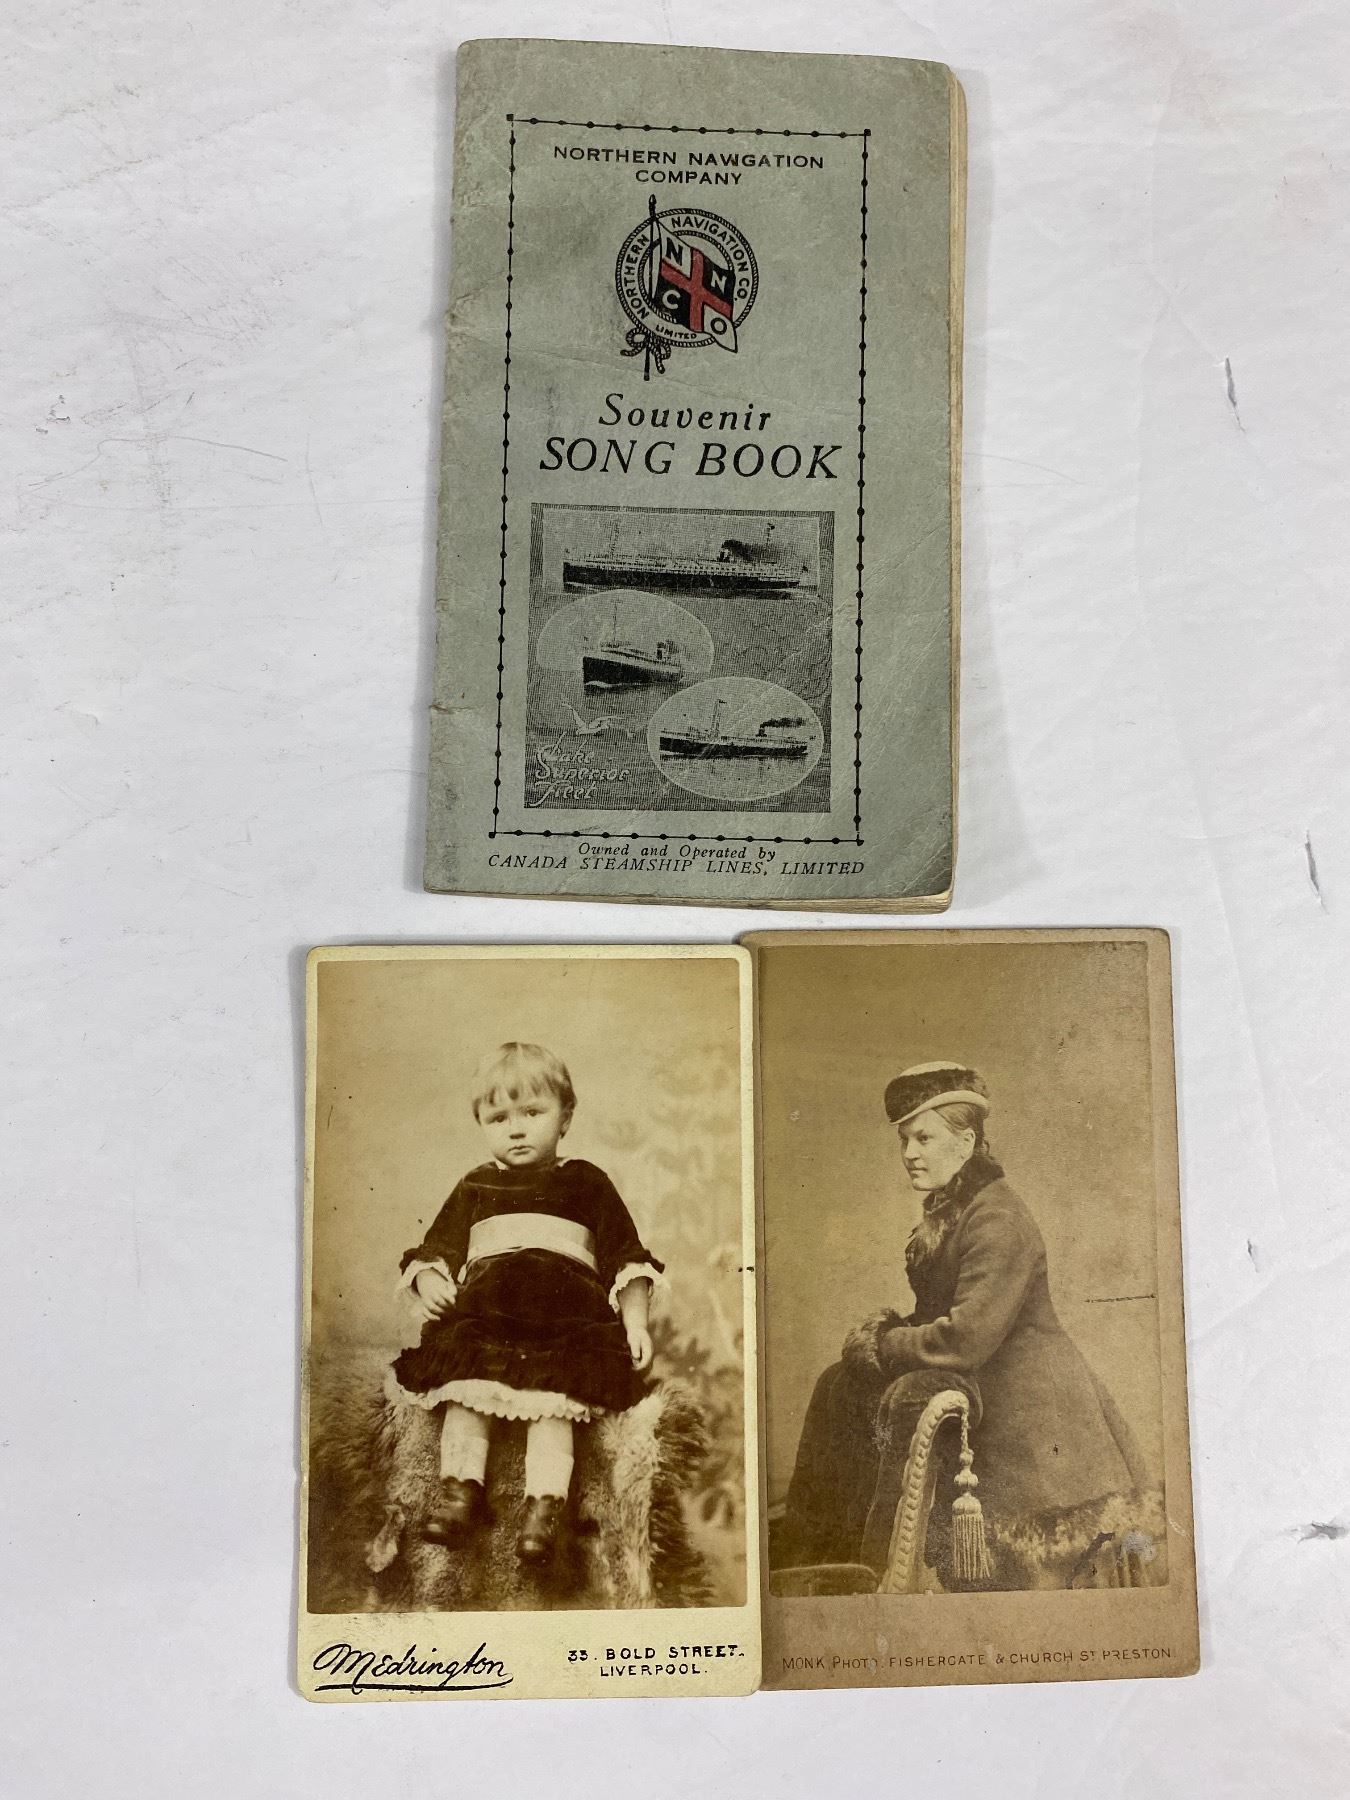 NORTHERN NAVIGATION
COMPANY
NORTHERN NAVIGATION CO.
LIMITED
N
N
C
O
Souvenir
SONG BOOK
Lake
Superior
Fleet
Owned and Operated by
CANADA STEAMSHIP LINES, LIMITED
Medrington
33. BOLD STREET.
LIVERPOOL.
MONK, PHOTO. FISHERGATE & CHURCH ST PRESTON